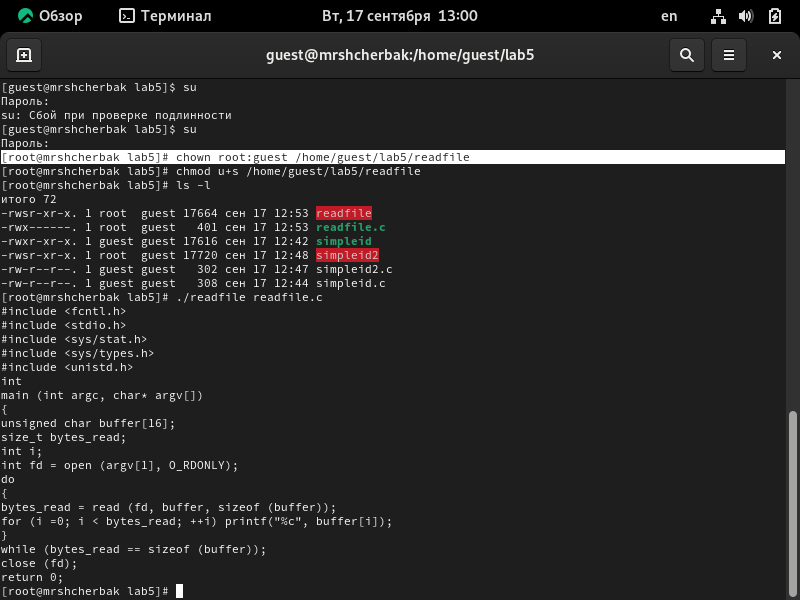 Обзор
Терминал
Вт, 17 сентября 13:00
en
guest@mrshcherbak:/home/guest/lab5
[guest@mrshcherbak lab5]$ su
Пароль:
su: Сбой при проверке подлинности
[guest@mrshcherbak lab5]$ su
Пароль:
[root@mrshcherbak lab5]# chown root:guest /home/guest/lab5/readfile
[root@mrshcherbak lab5]# chmod u+s /home/guest/lab5/readfile
[root@mrshcherbak lab5]# ls -l
итого 72
-rwsr-xr-x. 1 root  guest 17664 сен 17 12:53 readfile
-rwx------. 1 root  guest   401 сен 17 12:53 readfile.c
-rwxr-xr-x. 1 guest guest 17616 сен 17 12:42 simpleid
-rwsr-xr-x. 1 root  guest 17720 сен 17 12:48 simpleid2
-rw-r--r--. 1 guest guest   302 сен 17 12:47 simpleid2.c
-rw-r--r--. 1 guest guest   308 сен 17 12:44 simpleid.c
[root@mrshcherbak lab5]# ./readfile readfile.c
#include <fcntl.h>
#include <stdio.h>
#include <sys/stat.h>
#include <sys/types.h>
#include <unistd.h>
int
main (int argc, char* argv[])
{
unsigned char buffer[16];
size_t bytes_read;
int i;
int fd = open (argv[1], O_RDONLY);
do
{
bytes_read = read (fd, buffer, sizeof (buffer));
for (i =0; i < bytes_read; ++i) printf("%c", buffer[i]);
}
while (bytes_read == sizeof (buffer));
close (fd);
return 0;
[root@mrshcherbak lab5]#